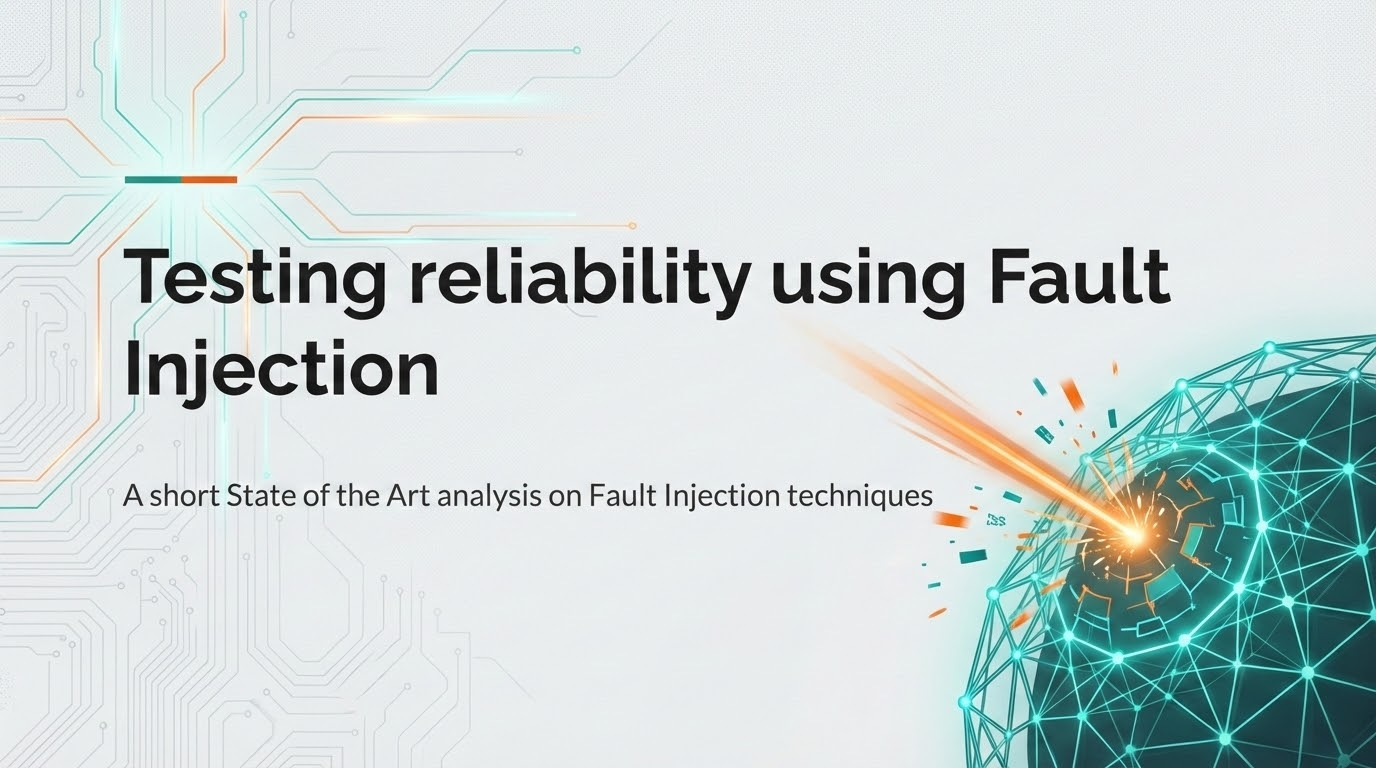 Testing reliability using Fault
Injection
A short State of the Art analysis on Fault Injection techniques